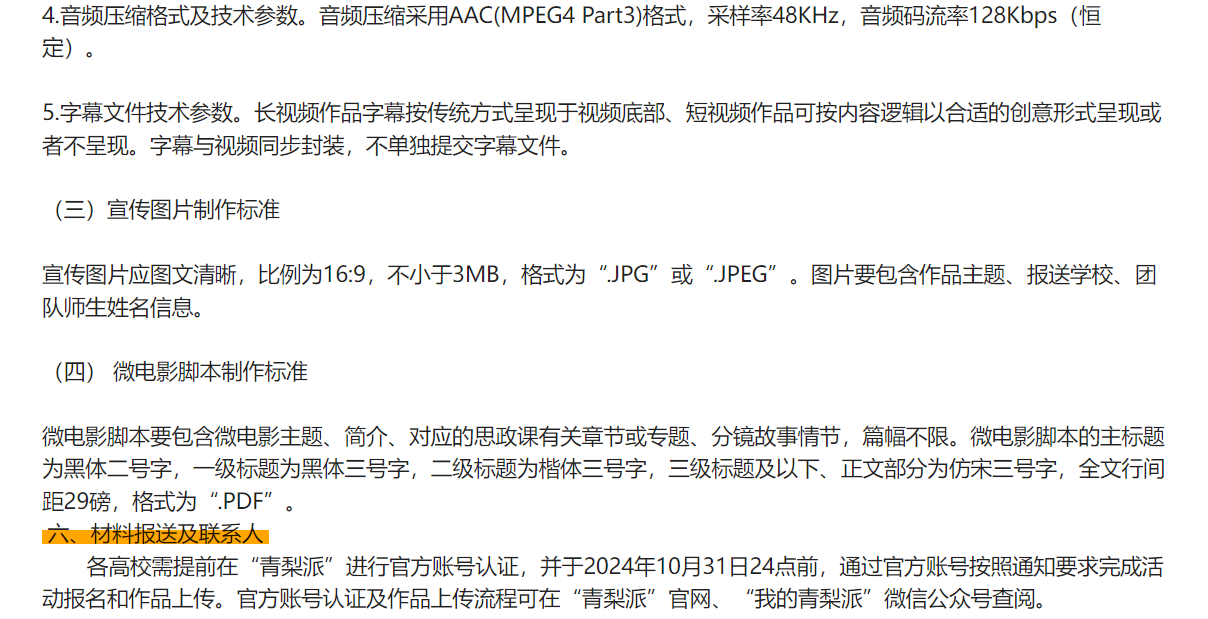 4.音频压缩格式及技术参数。音频压缩采用AAC(MPEG4 Part3)格式，采样率48KHz，音频码流率128Kbps（恒
定）。
5.字幕文件技术参数。长视频作品字幕按传统方式呈现于视频底部、短视频作品可按内容逻辑以合适的创意形式呈现或
者不呈现。字幕与视频同步封装，不单独提交字幕文件。
（三）宣传图片制作标准
宣传图片应图文清晰，比例为16:9，不小于3MB，格式为“.JPG”或“.JPEG”。图片要包含作品主题、报送学校、团
队师生姓名信息。
（四） 微电影脚本制作标准
微电影脚本要包含微电影主题、简介、对应的思政课有关章节或专题、分镜故事情节，篇幅不限。微电影脚本的主标题
为黑体二号字，一级标题为黑体三号字，二级标题为楷体三号字，三级标题及以下、正文部分为仿宋三号字，全文行间
距29磅，格式为“.PDF”。
六、材料报送及联系人
各高校需提前在“青梨派”进行官方账号认证，并于2024年10月31日24点前，通过官方账号按照通知要求完成活
动报名和作品上传。官方账号认证及作品上传流程可在“青梨派”官网、“我的青梨派”微信公众号查阅。